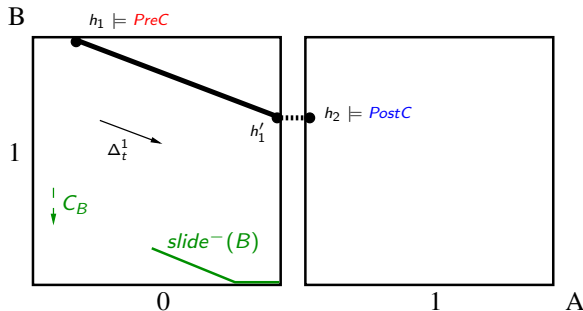 B
h₁ ⊨ PreC
h₂ ⊨ PostC
h′₁
Δ¹ₜ
1
C_B
slide⁻(B)
0
1
A